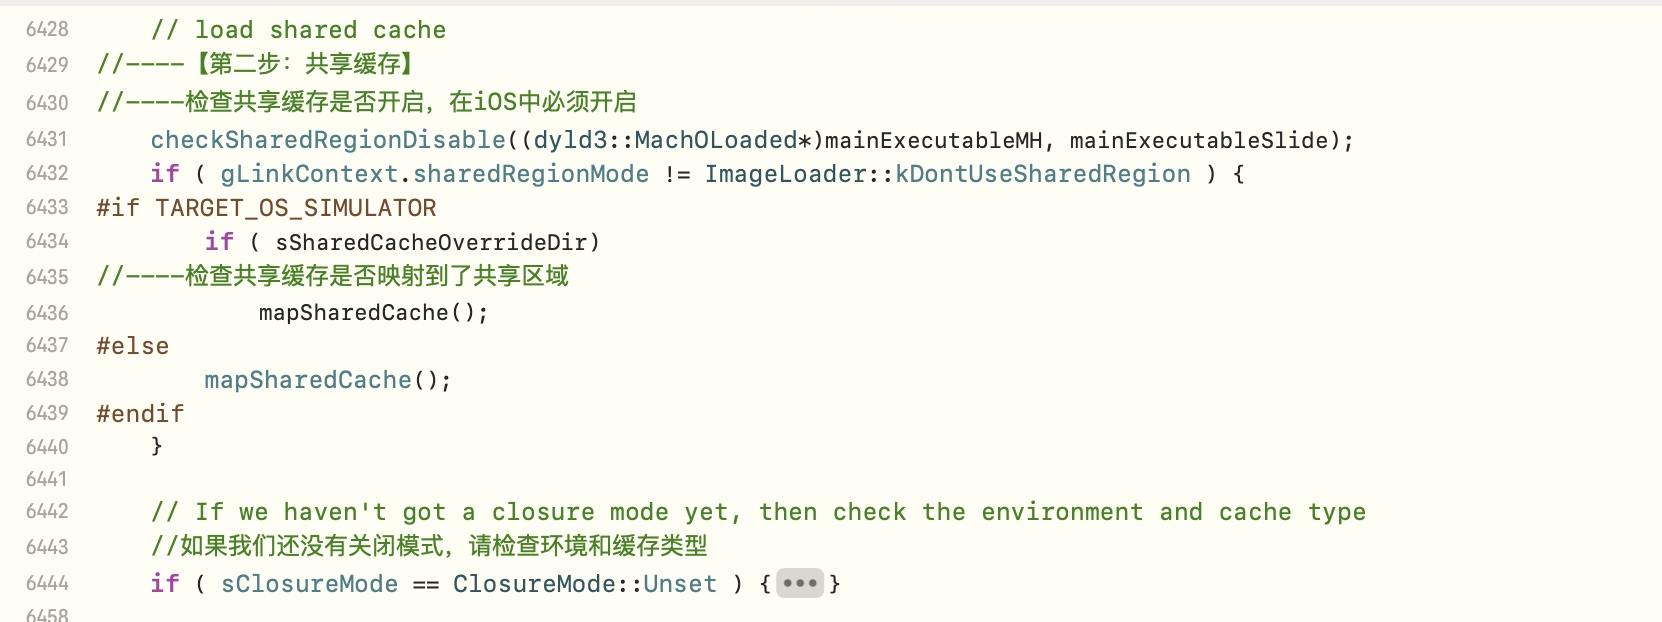 6428 // load shared cache
6429 //----【第二步：共享缓存】
6430 //----检查共享缓存是否开启，在iOS中必须开启
6431 checkSharedRegionDisable((dyld3::MachOLoaded*)mainExecutableMH, mainExecutableSlide);
6432 if ( gLinkContext.sharedRegionMode != ImageLoader::kDontUseSharedRegion ) {
6433 #if TARGET_OS_SIMULATOR
6434 if ( sSharedCacheOverrideDir)
6435 //----检查共享缓存是否映射到了共享区域
6436 mapSharedCache();
6437 #else
6438 mapSharedCache();
6439 #endif
6440 }
6441
6442 // If we haven't got a closure mode yet, then check the environment and cache type
6443 //如果我们还没有关闭模式，请检查环境和缓存类型
6444 if ( sClosureMode == ClosureMode::Unset ) {•••}
6458